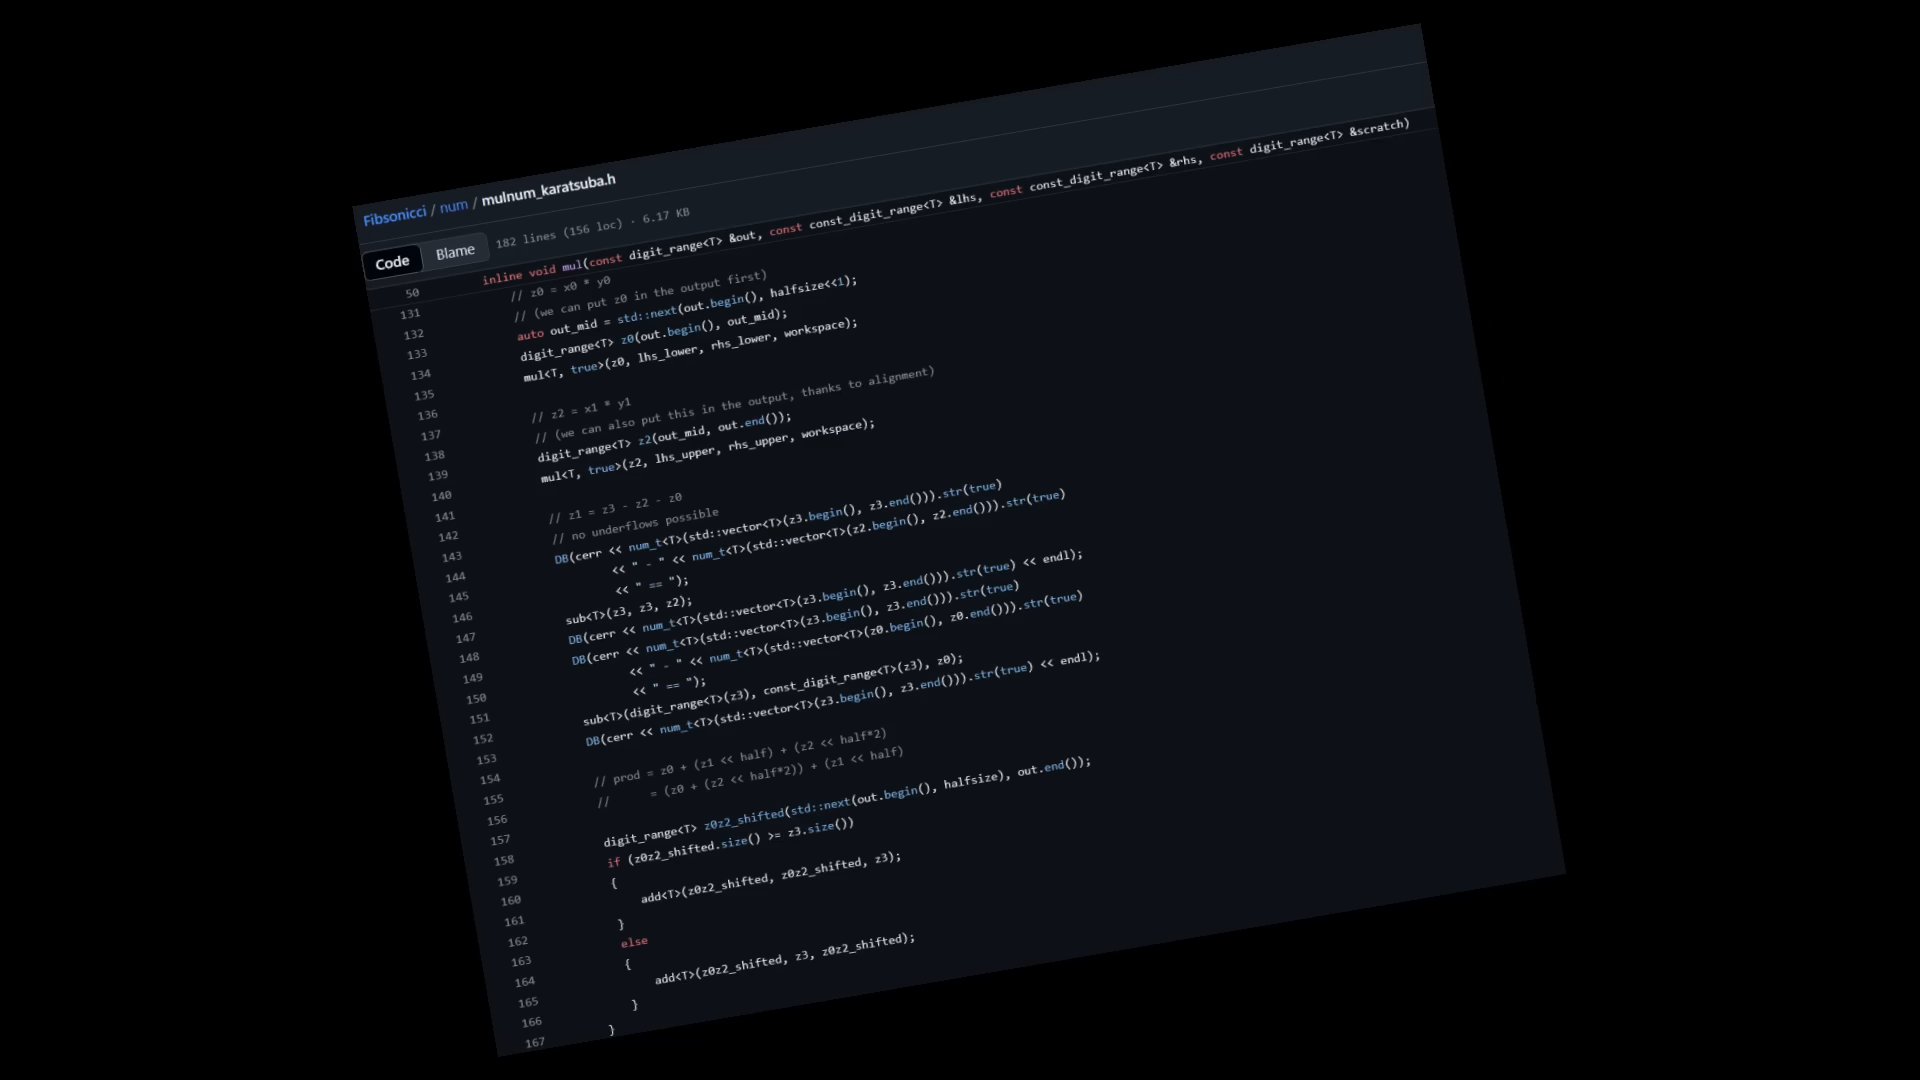 Fibsonicci / num / mulnum_karatsuba.h
Code Blame 182 lines (156 loc) · 6.17 KB
50 inline void mul(const digit_range<T> &out, const const_digit_range<T> &lhs, const const_digit_range<T> &rhs, const digit_range<T> &scratch)
131 // z0 = x0 * y0
132 // (we can put z0 in the output first)
133 auto out_mid = std::next(out.begin(), halfsize<<1);
134 digit_range<T> z0(out.begin(), out_mid);
135 mul<T, true>(z0, lhs_lower, rhs_lower, workspace);
136
137 // z2 = x1 * y1
138 // (we can also put this in the output, thanks to alignment)
139 digit_range<T> z2(out_mid, out.end());
140 mul<T, true>(z2, lhs_upper, rhs_upper, workspace);
141
142 // z1 = z3 - z2 - z0
143 // no underflows possible
144 DB(cerr << num_t<T>(std::vector<T>(z3.begin(), z3.end())).str(true)
145 << " - " << num_t<T>(std::vector<T>(z2.begin(), z2.end())).str(true)
146 << " == ");
147 sub<T>(z3, z3, z2);
148 DB(cerr << num_t<T>(std::vector<T>(z3.begin(), z3.end())).str(true) << endl);
149 DB(cerr << num_t<T>(std::vector<T>(z3.begin(), z3.end())).str(true)
150 << " - " << num_t<T>(std::vector<T>(z0.begin(), z0.end())).str(true)
151 << " == ");
152 sub<T>(digit_range<T>(z3), const_digit_range<T>(z3), z0);
153 DB(cerr << num_t<T>(std::vector<T>(z3.begin(), z3.end())).str(true) << endl);
154
155 // prod = z0 + (z1 << half) + (z2 << half*2)
156 // = (z0 + (z2 << half*2)) + (z1 << half)
157
158 digit_range<T> z0z2_shifted(std::next(out.begin(), halfsize), out.end());
159 if (z0z2_shifted.size() >= z3.size())
160 {
161 add<T>(z0z2_shifted, z0z2_shifted, z3);
162 }
163 else
164 {
165 add<T>(z0z2_shifted, z3, z0z2_shifted);
166 }
167 }